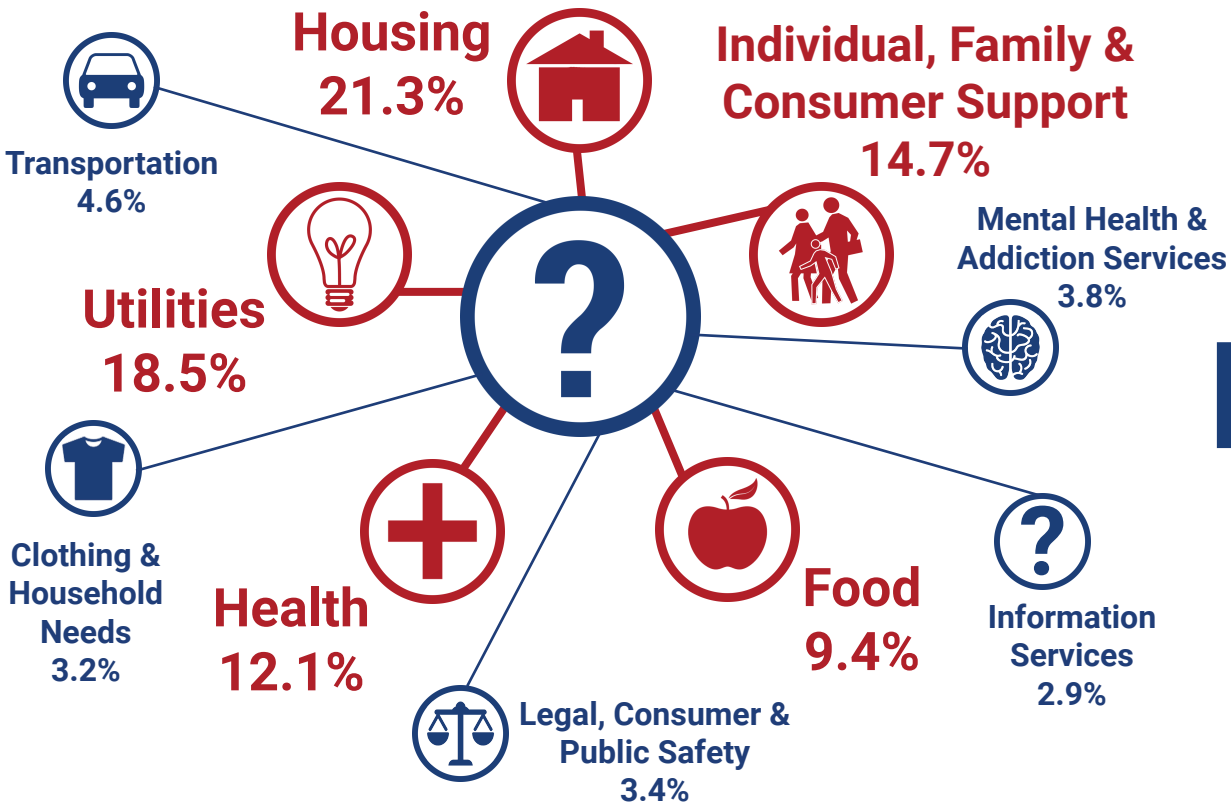 Housing
21.3%
Individual, Family &
Consumer Support
14.7%
Transportation
4.6%
Mental Health &
Addiction Services
3.8%
Utilities
18.5%
?
Clothing &
Household
Needs
3.2%
Health
12.1%
Food
9.4%
?
Information
Services
2.9%
Legal, Consumer &
Public Safety
3.4%